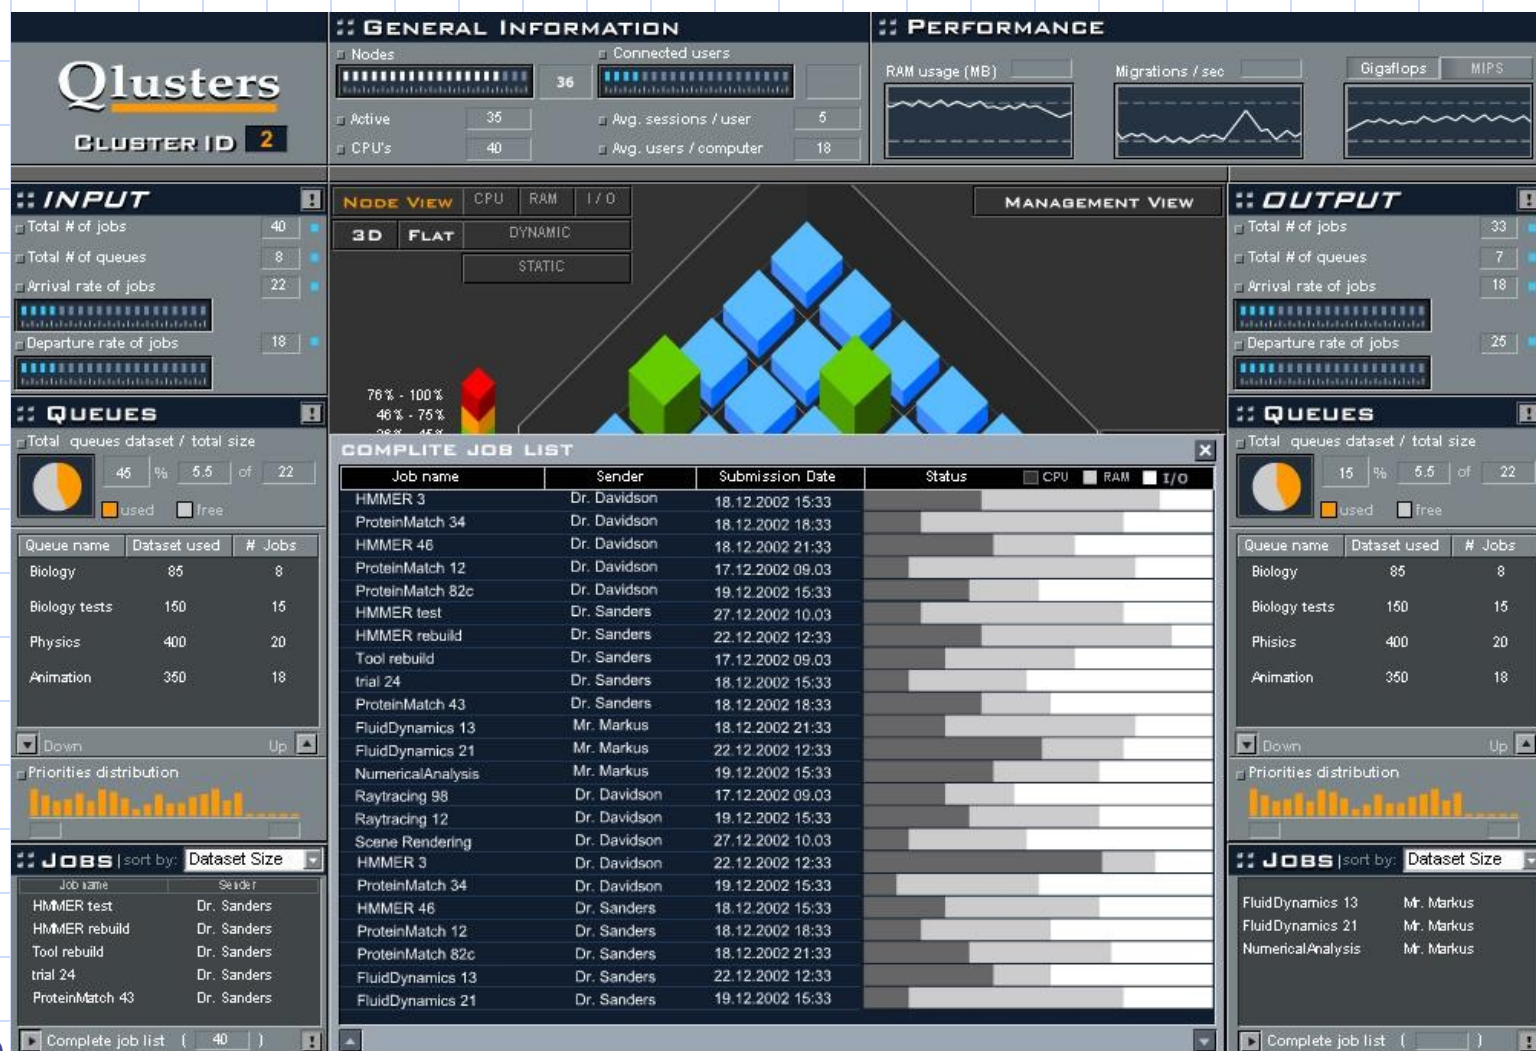 Qlusters
CLUSTER ID 2
GENERAL INFORMATION
Nodes
36
Connected users
Active 35
Avg. sessions / user 5
CPU's 40
Avg. users / computer 18
PERFORMANCE
RAM usage (MB)
Migrations / sec
Gigaflops MIPS
INPUT !
Total # of jobs 40
Total # of queues 8
Arrival rate of jobs 22
Departure rate of jobs 18
QUEUES !
Total queues dataset / total size
45 % 5.5 of 22
used free
Queue name Dataset used # Jobs
Biology 85 8
Biology tests 150 15
Physics 400 20
Animation 350 18
Down Up
Priorities distribution
JOBS | sort by: Dataset Size
Job name Sender
HMMER test Dr. Sanders
HMMER rebuild Dr. Sanders
Tool rebuild Dr. Sanders
trial 24 Dr. Sanders
ProteinMatch 43 Dr. Sanders
Complete job list ( 40 ) !
NODE VIEW CPU RAM I/O
3D FLAT DYNAMIC
STATIC
MANAGEMENT VIEW
76% - 100%
46% - 75%
COMPLITE JOB LIST X
Job name Sender Submission Date Status CPU RAM I/O
HMMER 3 Dr. Davidson 18.12.2002 15:33
ProteinMatch 34 Dr. Davidson 18.12.2002 18:33
HMMER 46 Dr. Davidson 18.12.2002 21:33
ProteinMatch 12 Dr. Davidson 17.12.2002 09.03
ProteinMatch 82c Dr. Davidson 19.12.2002 15:33
HMMER test Dr. Sanders 27.12.2002 10.03
HMMER rebuild Dr. Sanders 22.12.2002 12:33
Tool rebuild Dr. Sanders 17.12.2002 09.03
trial 24 Dr. Sanders 18.12.2002 15:33
ProteinMatch 43 Dr. Sanders 18.12.2002 18:33
FluidDynamics 13 Mr. Markus 18.12.2002 21:33
FluidDynamics 21 Mr. Markus 22.12.2002 12:33
NumericalAnalysis Mr. Markus 19.12.2002 15:33
Raytracing 98 Dr. Davidson 17.12.2002 09.03
Raytracing 12 Dr. Davidson 19.12.2002 15:33
Scene Rendering Dr. Davidson 27.12.2002 10.03
HMMER 3 Dr. Davidson 22.12.2002 12:33
ProteinMatch 34 Dr. Davidson 19.12.2002 15:33
HMMER 46 Dr. Sanders 18.12.2002 15:33
ProteinMatch 12 Dr. Sanders 18.12.2002 18:33
ProteinMatch 82c Dr. Sanders 18.12.2002 21:33
FluidDynamics 13 Dr. Sanders 22.12.2002 12:33
FluidDynamics 21 Dr. Sanders 19.12.2002 15:33
OUTPUT !
Total # of jobs 33
Total # of queues 7
Arrival rate of jobs 18
Departure rate of jobs 25
QUEUES !
Total queues dataset / total size
15 % 5.5 of 22
used free
Queue name Dataset used # Jobs
Biology 85 8
Biology tests 150 15
Phisics 400 20
Animation 350 18
Down Up
Priorities distribution
JOBS | sort by: Dataset Size
FluidDynamics 13 Mr. Markus
FluidDynamics 21 Mr. Markus
NumericalAnalysis Mr. Markus
Complete job list ( ) !